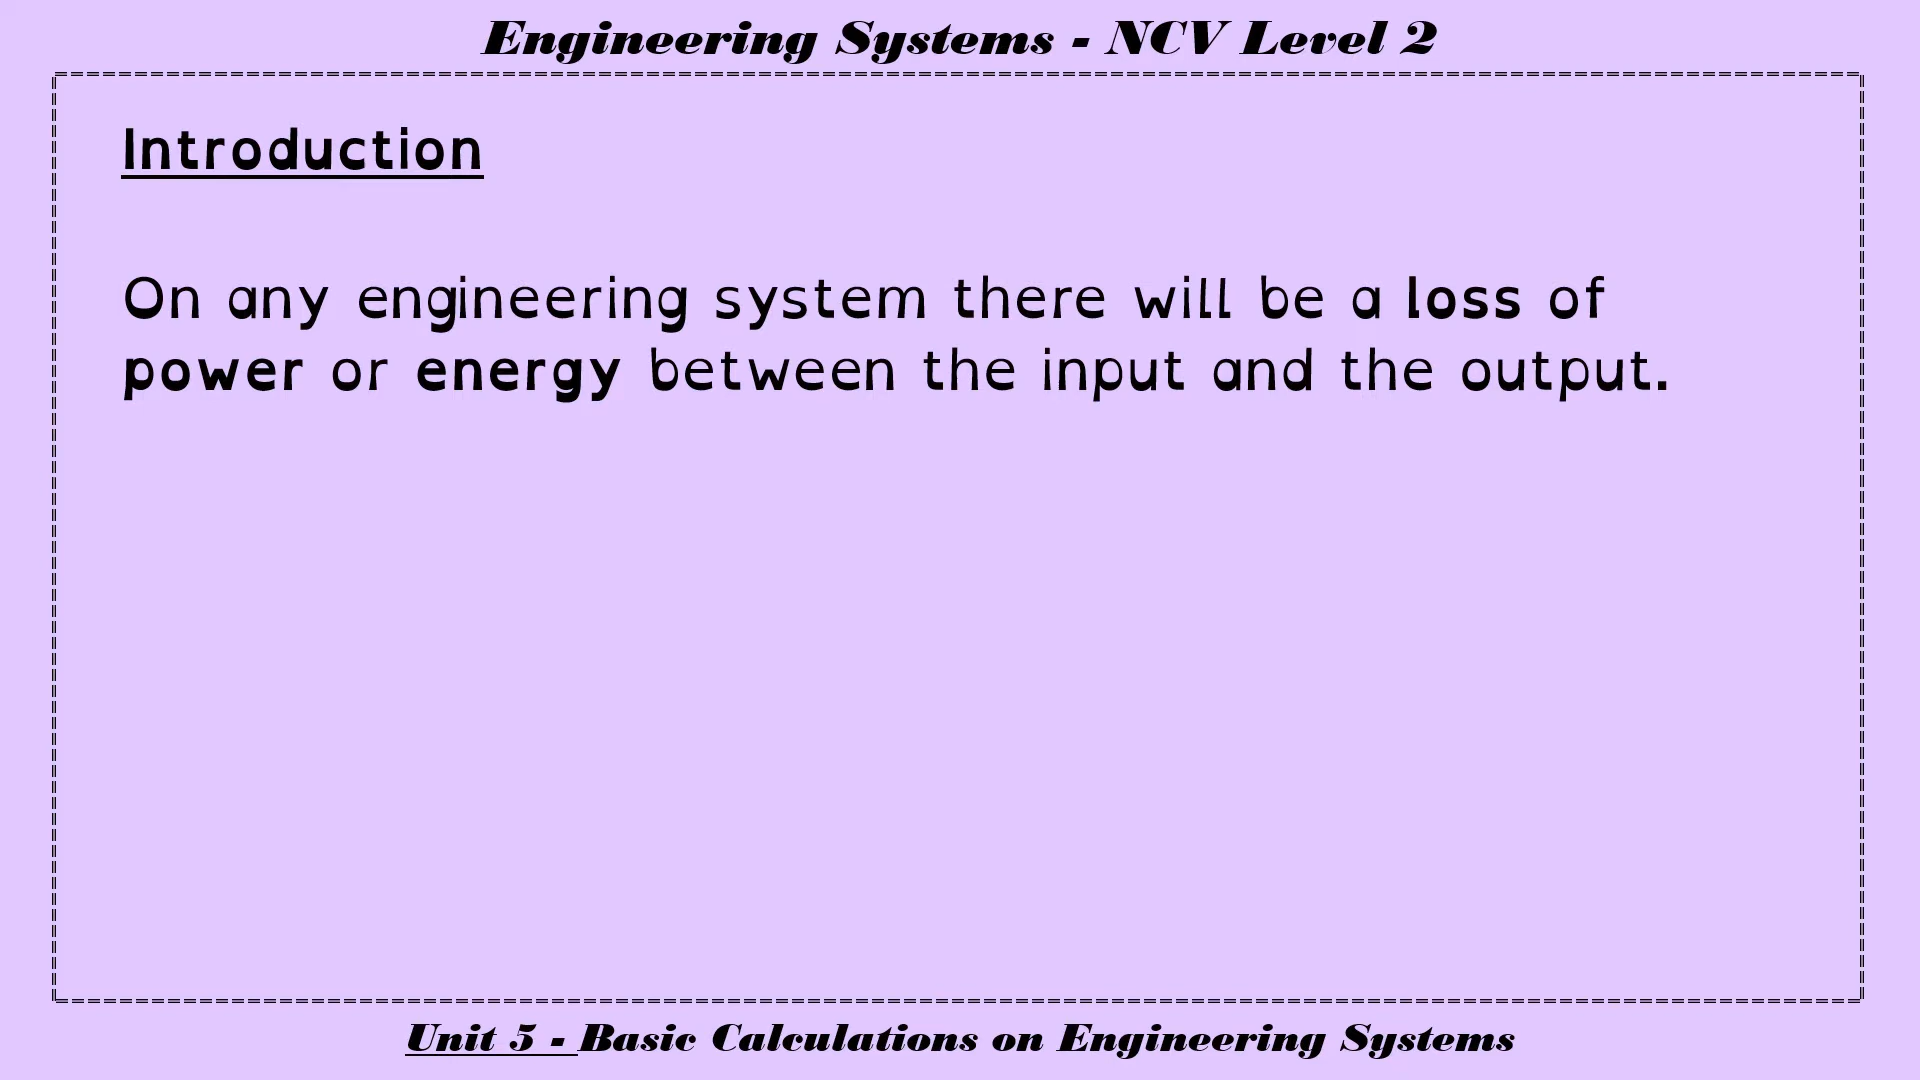 Engineering Systems - NCV Level 2
Introduction
On any engineering system there will be a loss of
power or energy between the input and the output.
Unit 5 - Basic Calculations on Engineering Systems